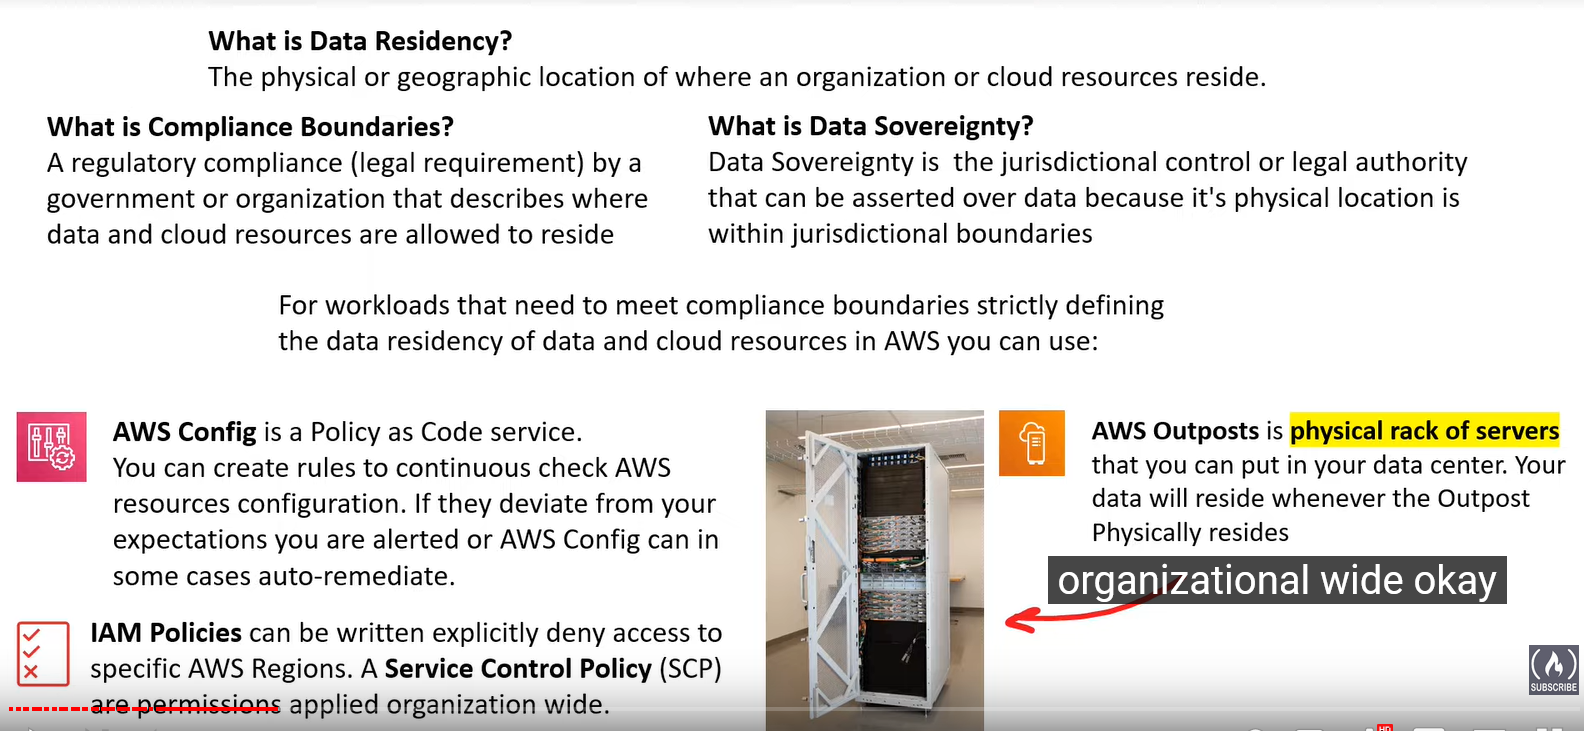 What is Data Residency?
The physical or geographic location of where an organization or cloud resources reside.
What is Compliance Boundaries?
A regulatory compliance (legal requirement) by a
government or organization that describes where
data and cloud resources are allowed to reside
What is Data Sovereignty?
Data Sovereignty is  the jurisdictional control or legal authority
that can be asserted over data because it's physical location is
within jurisdictional boundaries
For workloads that need to meet compliance boundaries strictly defining
the data residency of data and cloud resources in AWS you can use:
AWS Config is a Policy as Code service.
You can create rules to continuous check AWS
resources configuration. If they deviate from your
expectations you are alerted or AWS Config can in
some cases auto-remediate.
IAM Policies can be written explicitly deny access to
specific AWS Regions. A Service Control Policy (SCP)
are permissions applied organization wide.
AWS Outposts is physical rack of servers
that you can put in your data center. Your
data will reside whenever the Outpost
Physically resides
organizational wide okay
SUBSCRIBE
HD